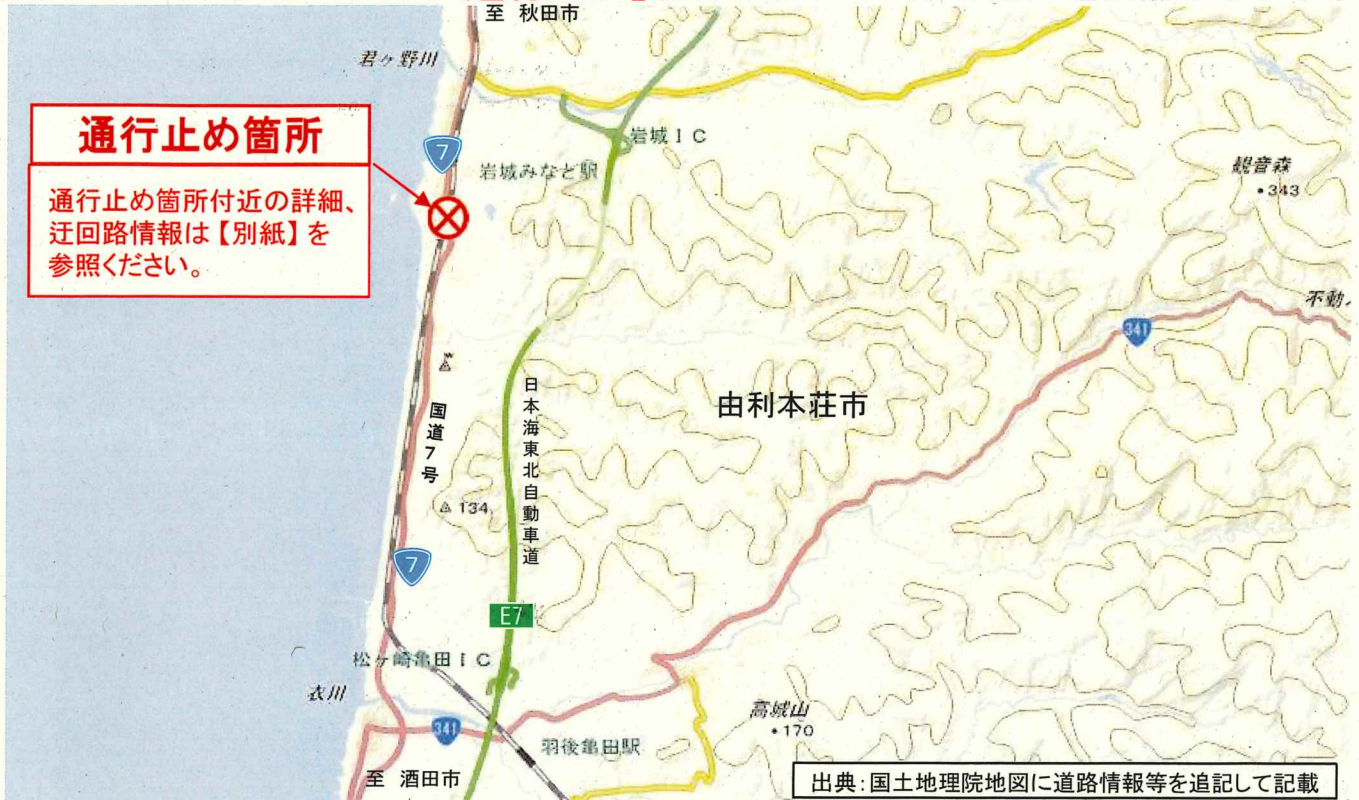 至 秋田市
君ヶ野川
通行止め箇所
7
岩城IC
岩城みなと駅
観音森
・343
通行止め箇所付近の詳細、
迂回路情報は【別紙】を
参照ください。
341
国道7号
日本海東北自動車道
由利本荘市
134
7
E7
松ヶ崎亀田IC
衣川
高城山
・170
341
羽後亀田駅
至 酒田市
出典:国土地理院地図に道路情報等を追記して記載